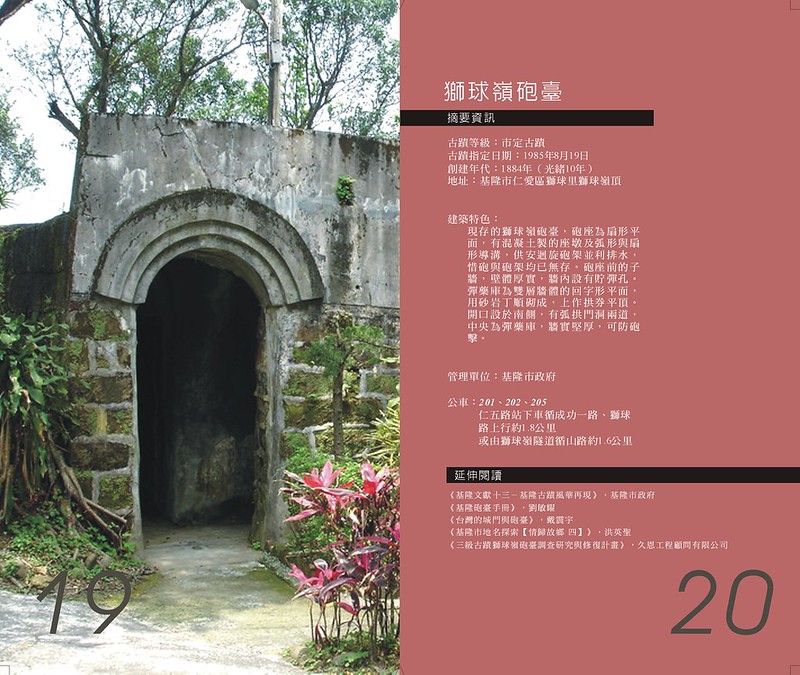 獅球嶺砲臺
摘要資訊
古蹟等級：市定古蹟
古蹟指定日期：1985年8月19日
創建年代：1884年（光緒10年）
地址：基隆市仁愛區獅球里獅球嶺頂
建築特色：
現存的獅球嶺砲臺，砲座為扇形平
面，有混凝土製的座墩及弧形與扇
形導溝，供安迴旋砲架並利排水，
惜砲與砲架均已無存。砲座前的子
牆，壁體厚實，牆內設有貯彈孔。
彈藥庫為雙層牆體的回字形平面，
用砂岩丁順砌成，上作拱券平頂。
開口設於南側，有弧拱門洞兩道，
中央為彈藥庫，牆實堅厚，可防砲
擊。
管理單位：基隆市政府
公車：201、202、205
仁五路站下車循成功一路、獅球
路上行約1.8公里
或由獅球嶺隧道循山路約1.6公里
延伸閱讀
《基隆文獻十三－基隆古蹟風華再現》，基隆市政府
《基隆砲臺手冊》，劉敏耀
《台灣的城門與砲臺》，戴震宇
《基隆市地名探索【情歸故鄉 四】》，洪英聖
《三級古蹟獅球嶺砲臺調查研究與修復計畫》，久恩工程顧問有限公司
19
20